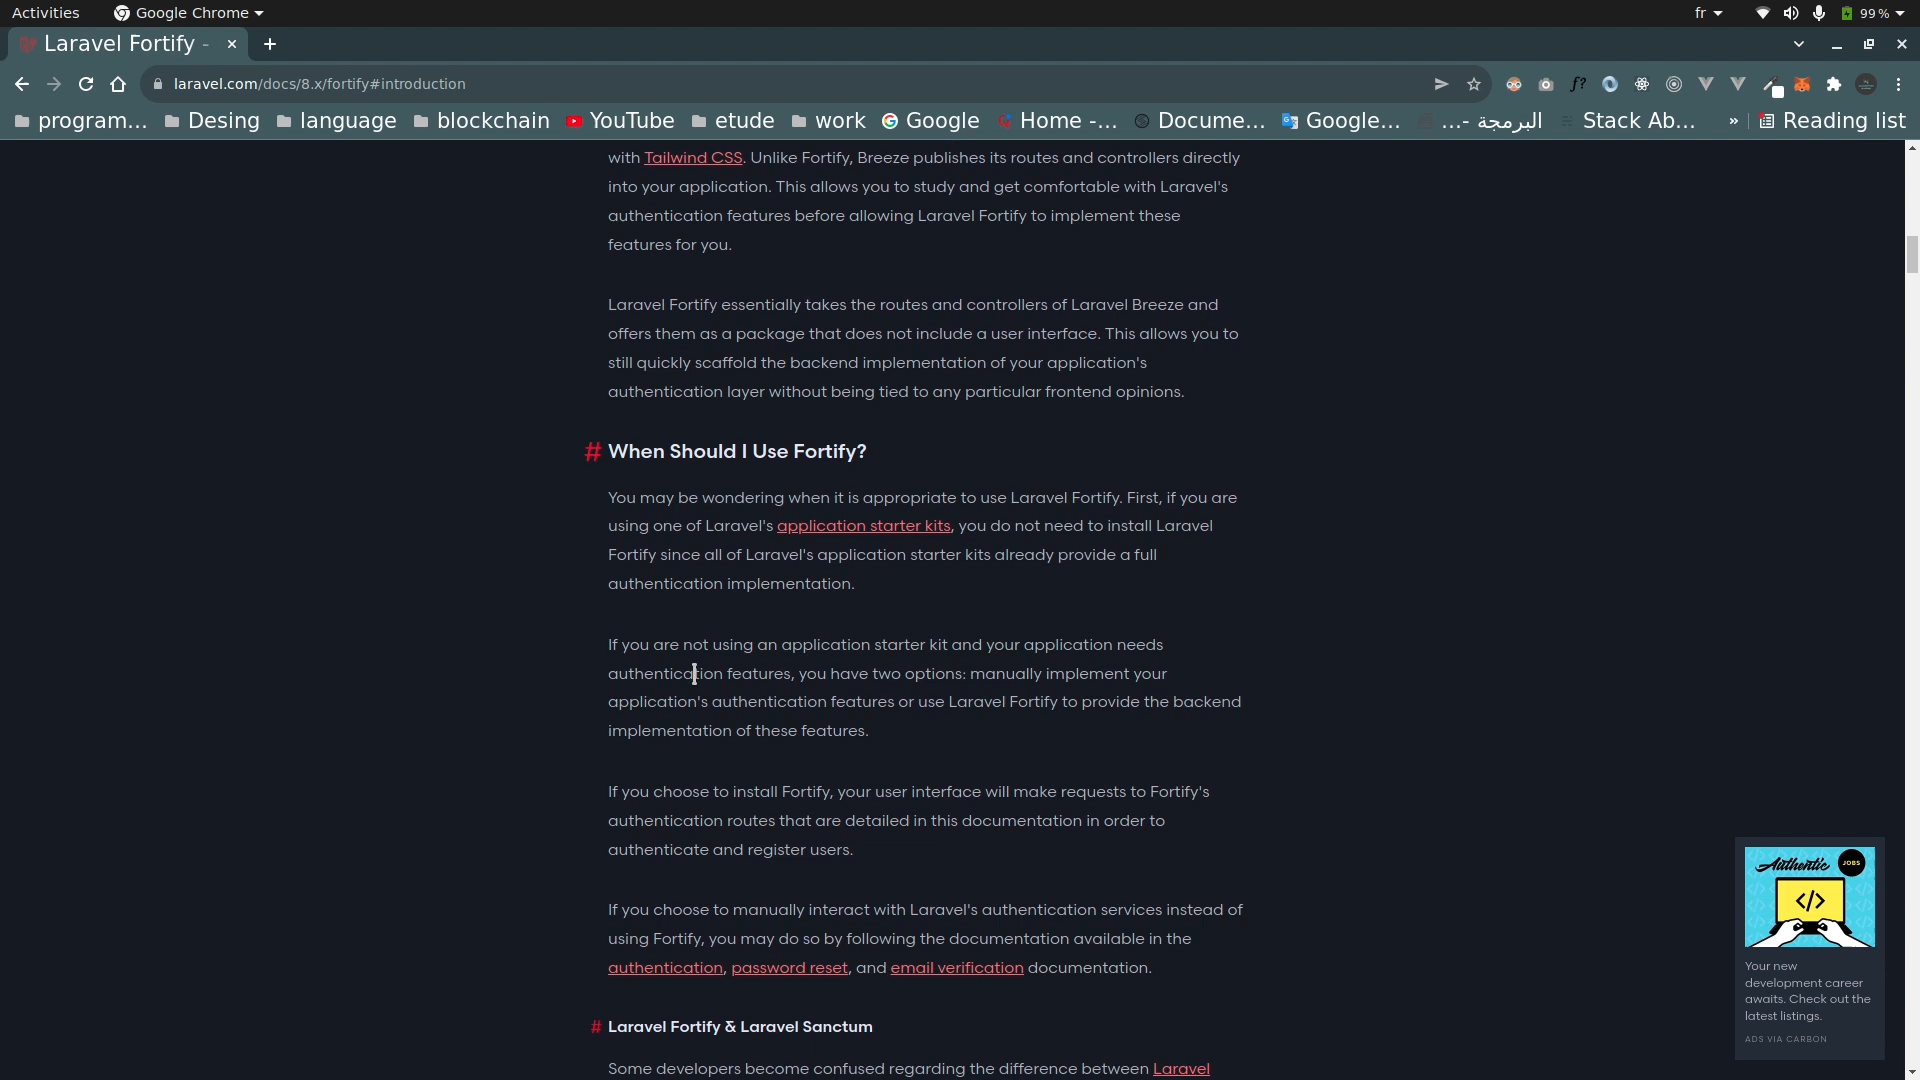 Activities
Google Chrome
fr
99 %
Laravel Fortify -
laravel.com/docs/8.x/fortify#introduction
f?
program...
Desing
language
blockchain
YouTube
etude
work
Google
Home -...
Docume...
Google...
البرمجة -...
Stack Ab...
»
Reading list
with Tailwind CSS. Unlike Fortify, Breeze publishes its routes and controllers directly
into your application. This allows you to study and get comfortable with Laravel's
authentication features before allowing Laravel Fortify to implement these
features for you.
Laravel Fortify essentially takes the routes and controllers of Laravel Breeze and
offers them as a package that does not include a user interface. This allows you to
still quickly scaffold the backend implementation of your application's
authentication layer without being tied to any particular frontend opinions.
# When Should I Use Fortify?
You may be wondering when it is appropriate to use Laravel Fortify. First, if you are
using one of Laravel's application starter kits, you do not need to install Laravel
Fortify since all of Laravel's application starter kits already provide a full
authentication implementation.
If you are not using an application starter kit and your application needs
authentication features, you have two options: manually implement your
application's authentication features or use Laravel Fortify to provide the backend
implementation of these features.
If you choose to install Fortify, your user interface will make requests to Fortify's
authentication routes that are detailed in this documentation in order to
authenticate and register users.
If you choose to manually interact with Laravel's authentication services instead of
using Fortify, you may do so by following the documentation available in the
authentication, password reset, and email verification documentation.
# Laravel Fortify & Laravel Sanctum
Some developers become confused regarding the difference between Laravel
Authentic
JOBS
</>
Your new
development career
awaits. Check out the
latest listings.
ADS VIA CARBON